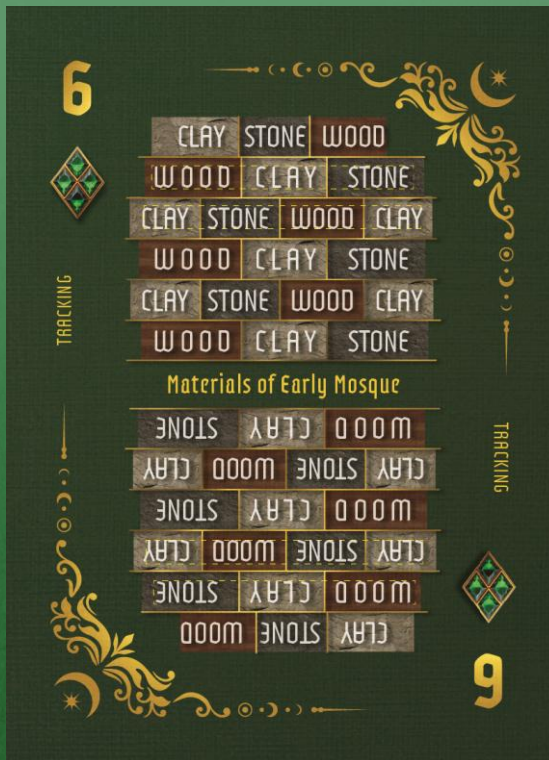 6
TRACKING
CLAY STONE WOOD
WOOD CLAY STONE
CLAY STONE WOOD CLAY
WOOD CLAY STONE
CLAY STONE WOOD CLAY
WOOD CLAY STONE
Materials of Early Mosque
STONE CLAY WOOD
CLAY WOOD STONE CLAY
STONE CLAY WOOD
CLAY WOOD STONE CLAY
STONE CLAY WOOD
WOOD STONE CLAY
TRACKING
6